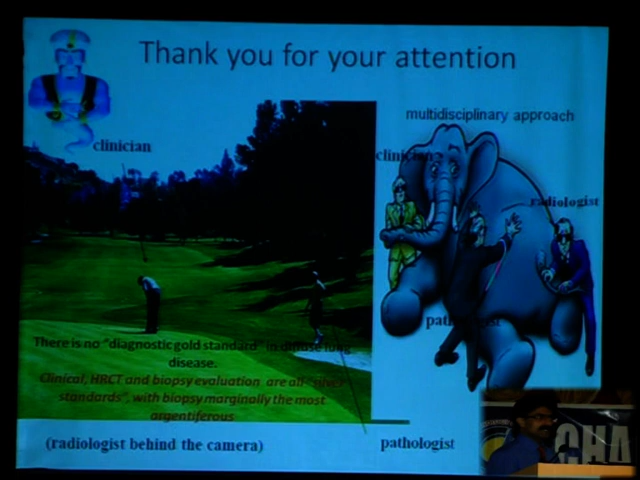 Thank you for your attention
multidisciplinary approach
clinician
clinician
radiologist
pathologist
There is no "diagnostic gold standard" in diffuse lung
disease.
Clinical, HRCT and biopsy evaluation are all "silver
standards", with biopsy marginally the most
argentiferous
(radiologist behind the camera)
pathologist
CHA